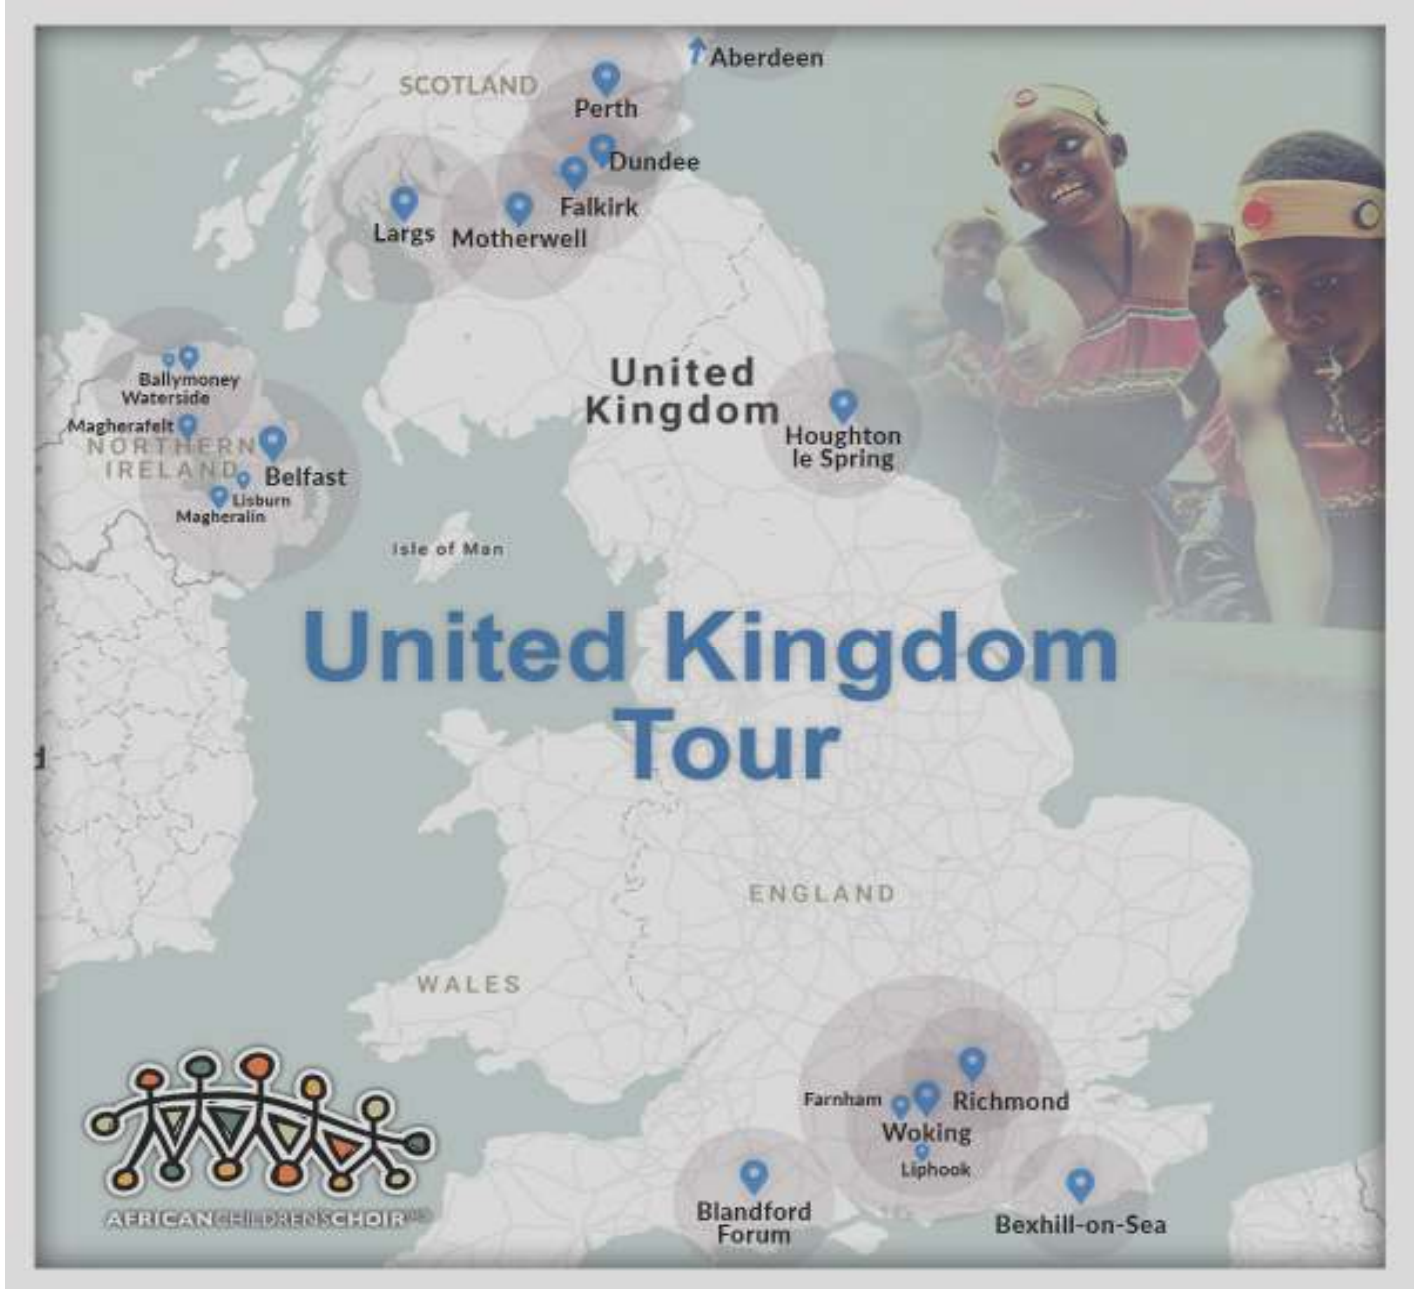 Aberdeen
SCOTLAND
Perth
Dundee
Falkirk
Largs
Motherwell
United
Kingdom
Ballymoney
Waterside
Magherafelt
NORTHERN
IRELAND
Belfast
Lisburn
Magheralin
Houghton
le Spring
Isle of Man
United Kingdom
Tour
d
ENGLAND
WALES
Richmond
Farnham
Woking
Liphook
Blandford
Forum
Bexhill-on-Sea
AFRICANCHILDRENSCHOIR